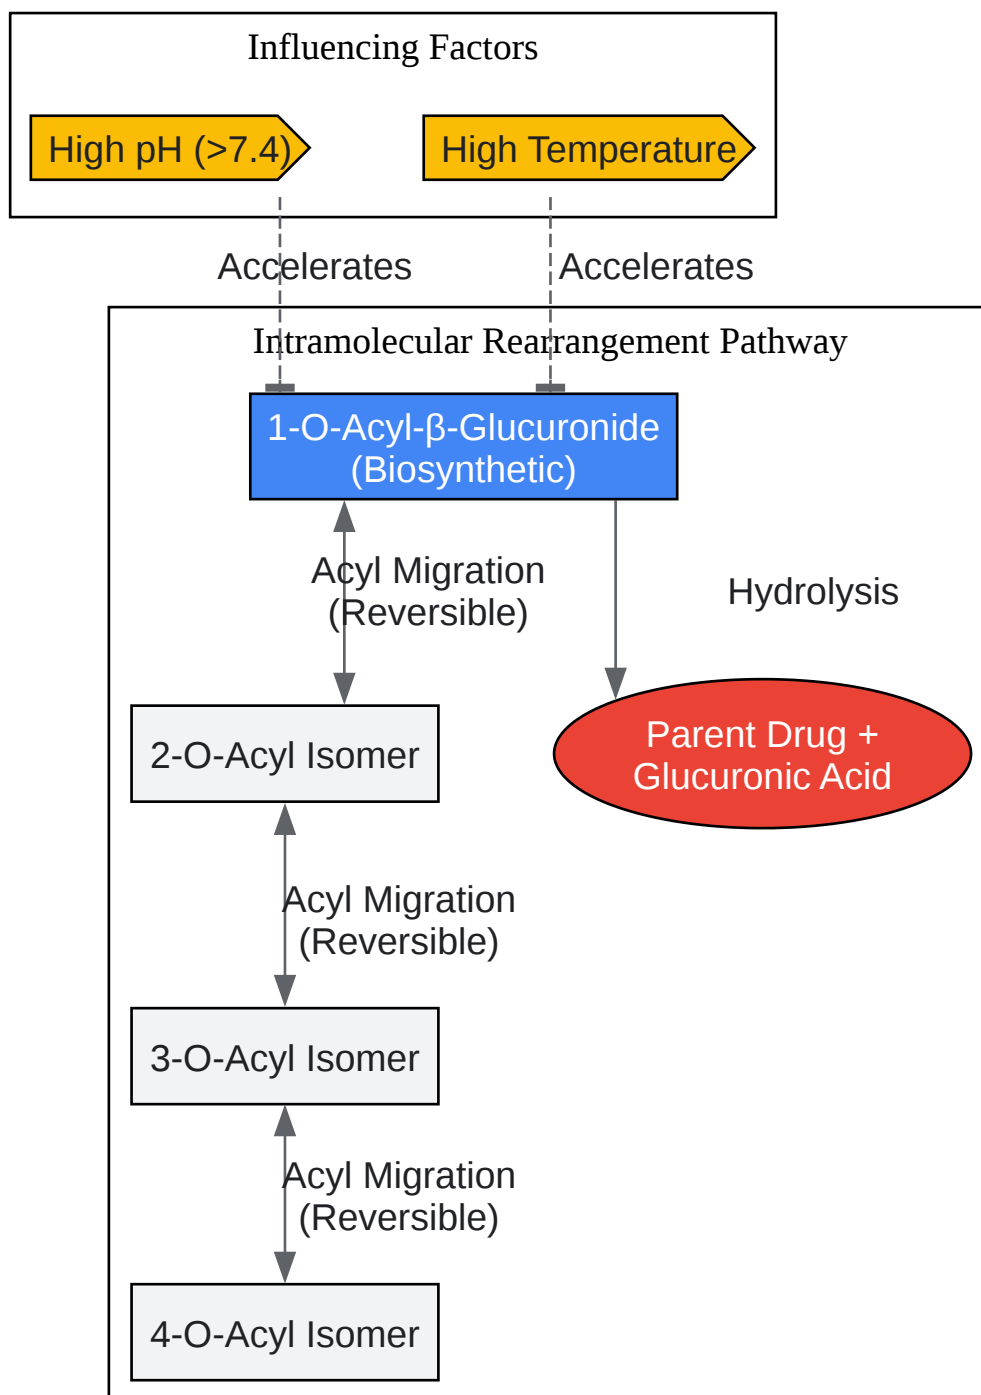 Influencing Factors
High pH (>7.4)
High Temperature
Accelerates
Accelerates
Intramolecular Rearrangement Pathway
1-O-Acyl-β-Glucuronide
(Biosynthetic)
Acyl Migration
(Reversible)
Hydrolysis
2-O-Acyl Isomer
Parent Drug +
Glucuronic Acid
Acyl Migration
(Reversible)
3-O-Acyl Isomer
Acyl Migration
(Reversible)
4-O-Acyl Isomer